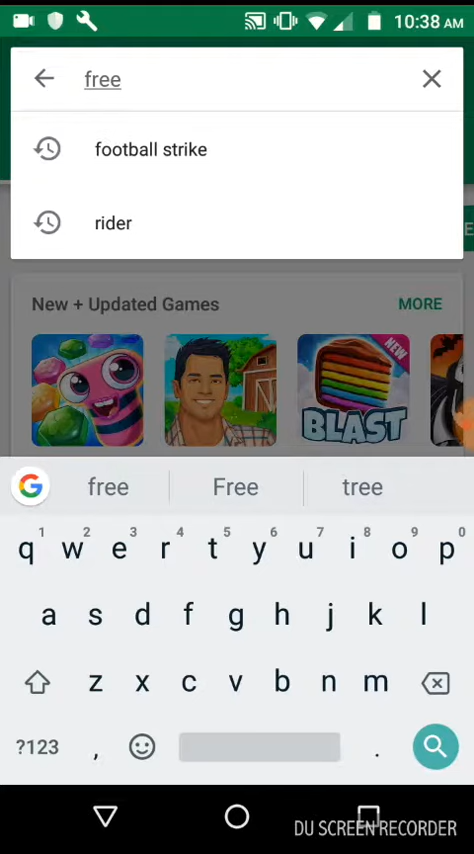 10:38 AM
free
football strike
rider
E
New + Updated Games MORE
NEW
BLAST
free Free tree
1 2 3 4 5 6 7 8 9 0
q w e r t y u i o p
a s d f g h j k l
z x c v b n m
?123 , .
DU SCREEN RECORDER